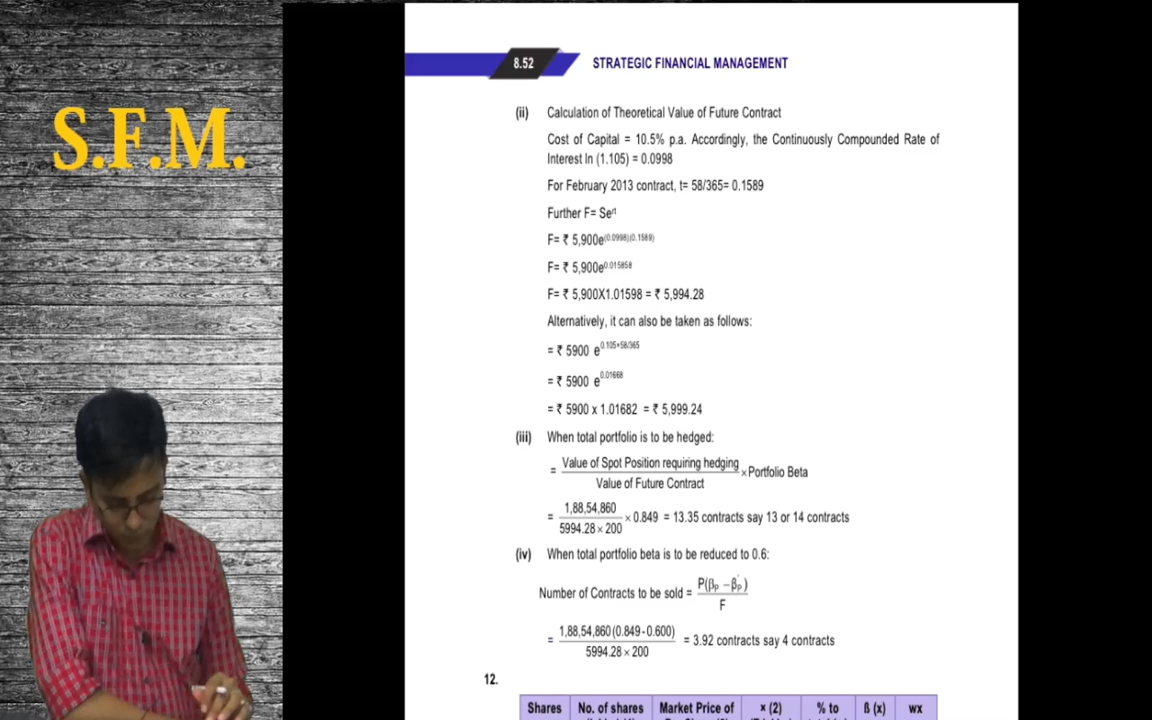 S.F.M.
8.52 STRATEGIC FINANCIAL MANAGEMENT
(ii) Calculation of Theoretical Value of Future Contract
Cost of Capital = 10.5% p.a. Accordingly, the Continuously Compounded Rate of
Interest ln (1.105) = 0.0998
For February 2013 contract, t= 58/365= 0.1589
Further F= Se^rt
F= ₹ 5,900e^(0.0998)(0.1589)
F= ₹ 5,900e^0.015858
F= ₹ 5,900X1.01598 = ₹ 5,994.28
Alternatively, it can also be taken as follows:
= ₹ 5900 e^0.105×58/365
= ₹ 5900 e^0.01668
= ₹ 5900 x 1.01682 = ₹ 5,999.24
(iii) When total portfolio is to be hedged:
= Value of Spot Position requiring hedging
Value of Future Contract
× Portfolio Beta
= 1,88,54,860
5994.28 × 200
× 0.849 = 13.35 contracts say 13 or 14 contracts
(iv) When total portfolio beta is to be reduced to 0.6:
Number of Contracts to be sold = P(βp − β'p)
F
= 1,88,54,860 (0.849 - 0.600)
5994.28 × 200
= 3.92 contracts say 4 contracts
12.
Shares No. of shares Market Price of × (2) % to ß (x) wx